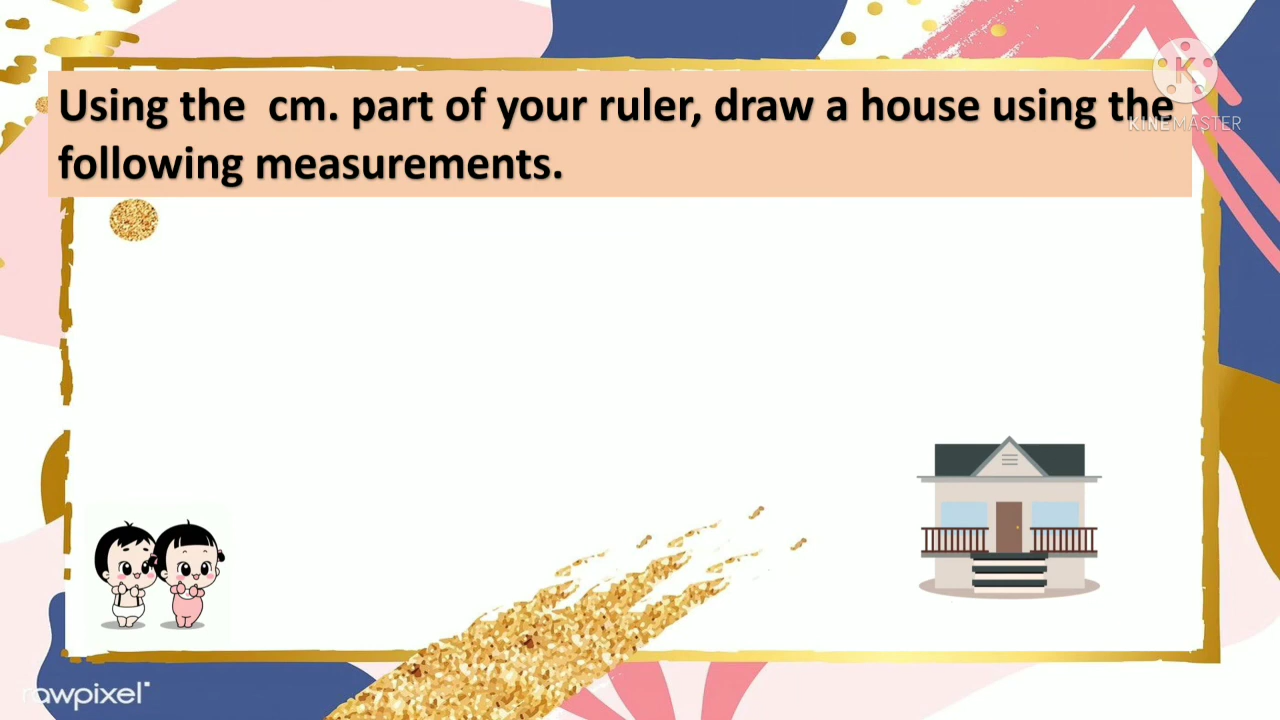 Using the  cm. part of your ruler, draw a house using the
following measurements.
K
KINEMASTER
rawpixel